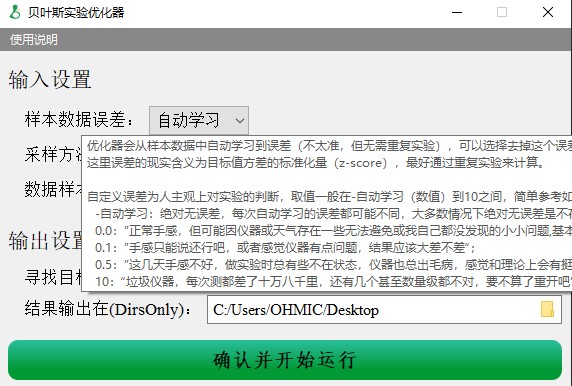 贝叶斯实验优化器
使用说明
输入设置
样本数据误差： 自动学习
优化器会从样本数据中自动学习到误差（不太准，但无需重复实验），可以选择去掉这个误
这里误差的现实含义为目标值方差的标准化量（z-score），最好通过重复实验来计算。
采样方
数据样
自定义误差为人主观上对实验的判断，取值一般在-自动学习（数值）到10之间，简单参考如
-自动学习：绝对无误差，每次自动学习的误差都可能不同，大多数情况下绝对无误差是不
0.0：“正常手感，但可能因仪器或天气存在一些无法避免或我自己都没发现的小小问题,基
0.1：“手感只能说还行吧，或者感觉仪器有点问题，结果应该大差不差”；
0.5：“这几天手感不好，做实验时总有些不在状态，仪器也总出毛病，感觉和理论上会有
10：“垃圾仪器，每次测都差了十万八千里，还有几个甚至数量级都不对，要不算了重开吧”
输出设置
寻找目
结果输出在(DirsOnly)： C:/Users/OHMIC/Desktop
确认并开始运行